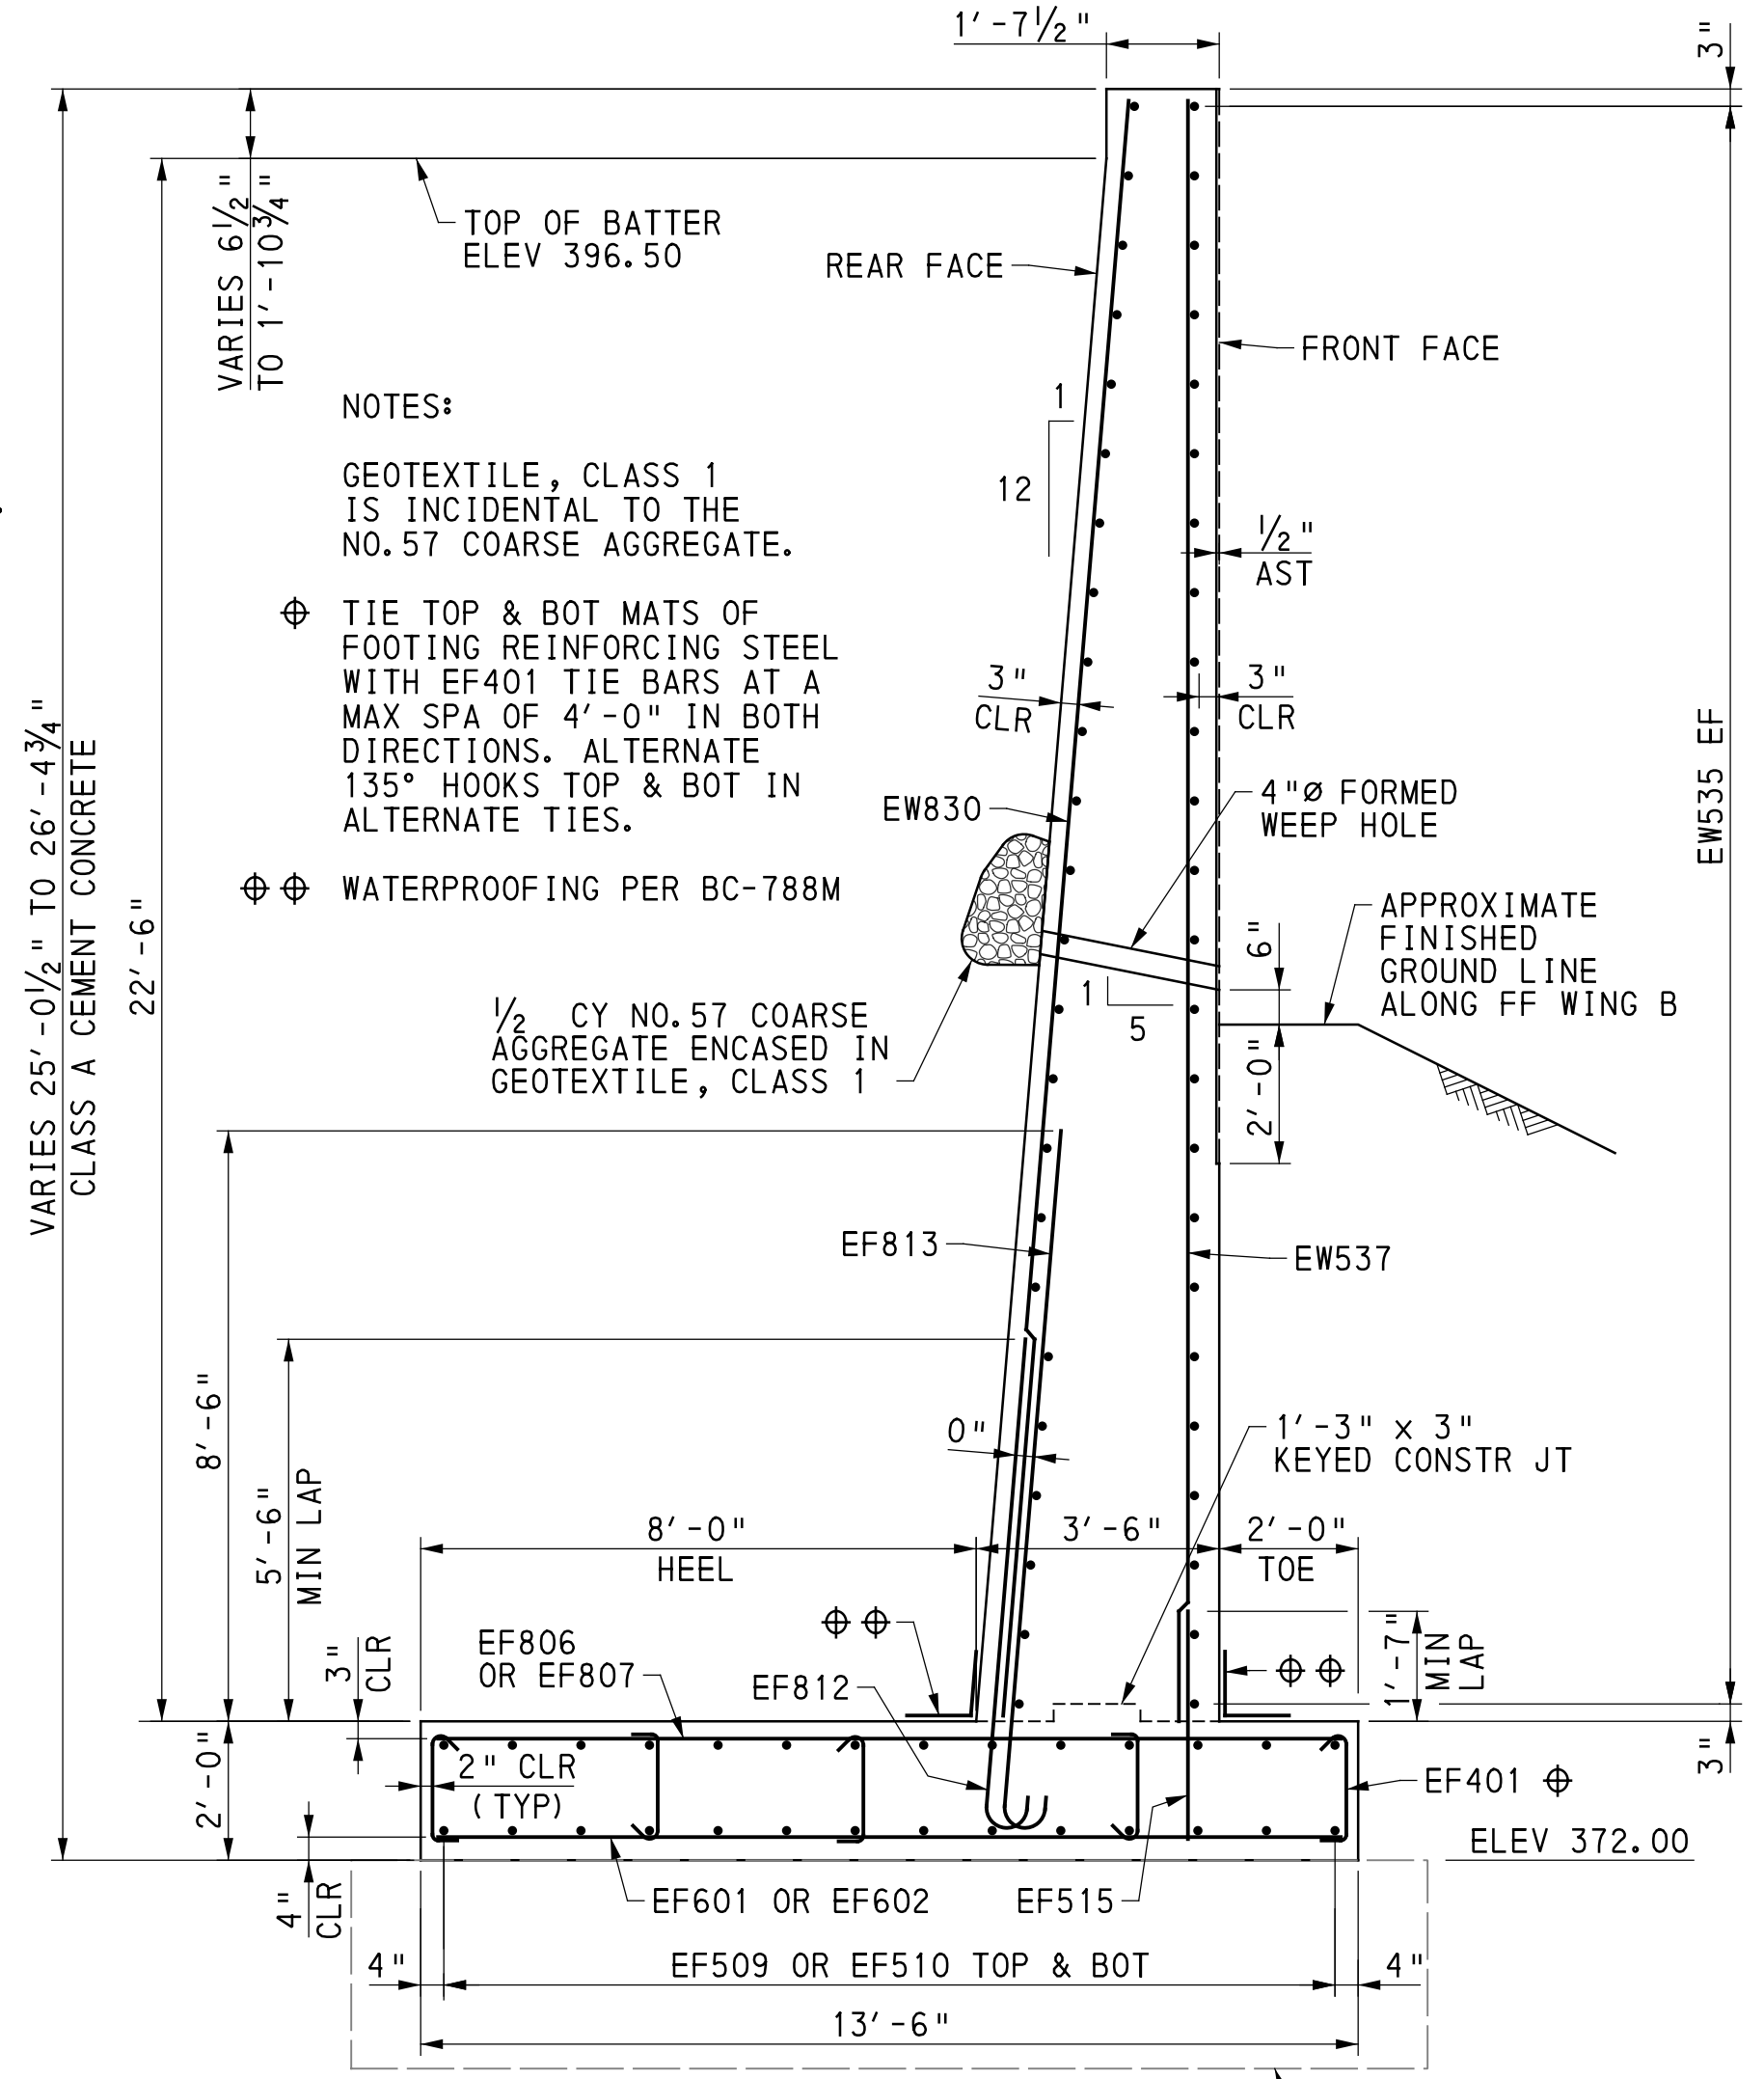 1'-7½"
3"
VARIES 6½"
TO 1'-10¾"
TOP OF BATTER
ELEV 396.50
REAR FACE
FRONT FACE
NOTES:
GEOTEXTILE, CLASS 1
IS INCIDENTAL TO THE
NO.57 COARSE AGGREGATE.
TIE TOP & BOT MATS OF
FOOTING REINFORCING STEEL
WITH EF401 TIE BARS AT A
MAX SPA OF 4'-0" IN BOTH
DIRECTIONS. ALTERNATE
135° HOOKS TOP & BOT IN
ALTERNATE TIES.
WATERPROOFING PER BC-788M
1
12
½"
AST
3"
CLR
3"
CLR
EW535 EF
VARIES 25'-0½" TO 26'-4¾"
CLASS A CEMENT CONCRETE
22'-6"
EW830
4"Ø FORMED
WEEP HOLE
APPROXIMATE
FINISHED
GROUND LINE
ALONG FF WING B
6"
1
5
2'-0"
½ CY NO.57 COARSE
AGGREGATE ENCASED IN
GEOTEXTILE, CLASS 1
EF813
EW537
8'-6"
5'-6"
MIN LAP
0"
1'-3" x 3"
KEYED CONSTR JT
8'-0"
HEEL
3'-6"
2'-0"
TOE
3"
CLR
EF806
OR EF807
EF812
1'-7"
MIN
LAP
2'-0"
2" CLR
(TYP)
EF401
3"
ELEV 372.00
4"
CLR
EF601 OR EF602
EF515
4"
EF509 OR EF510 TOP & BOT
4"
13'-6"